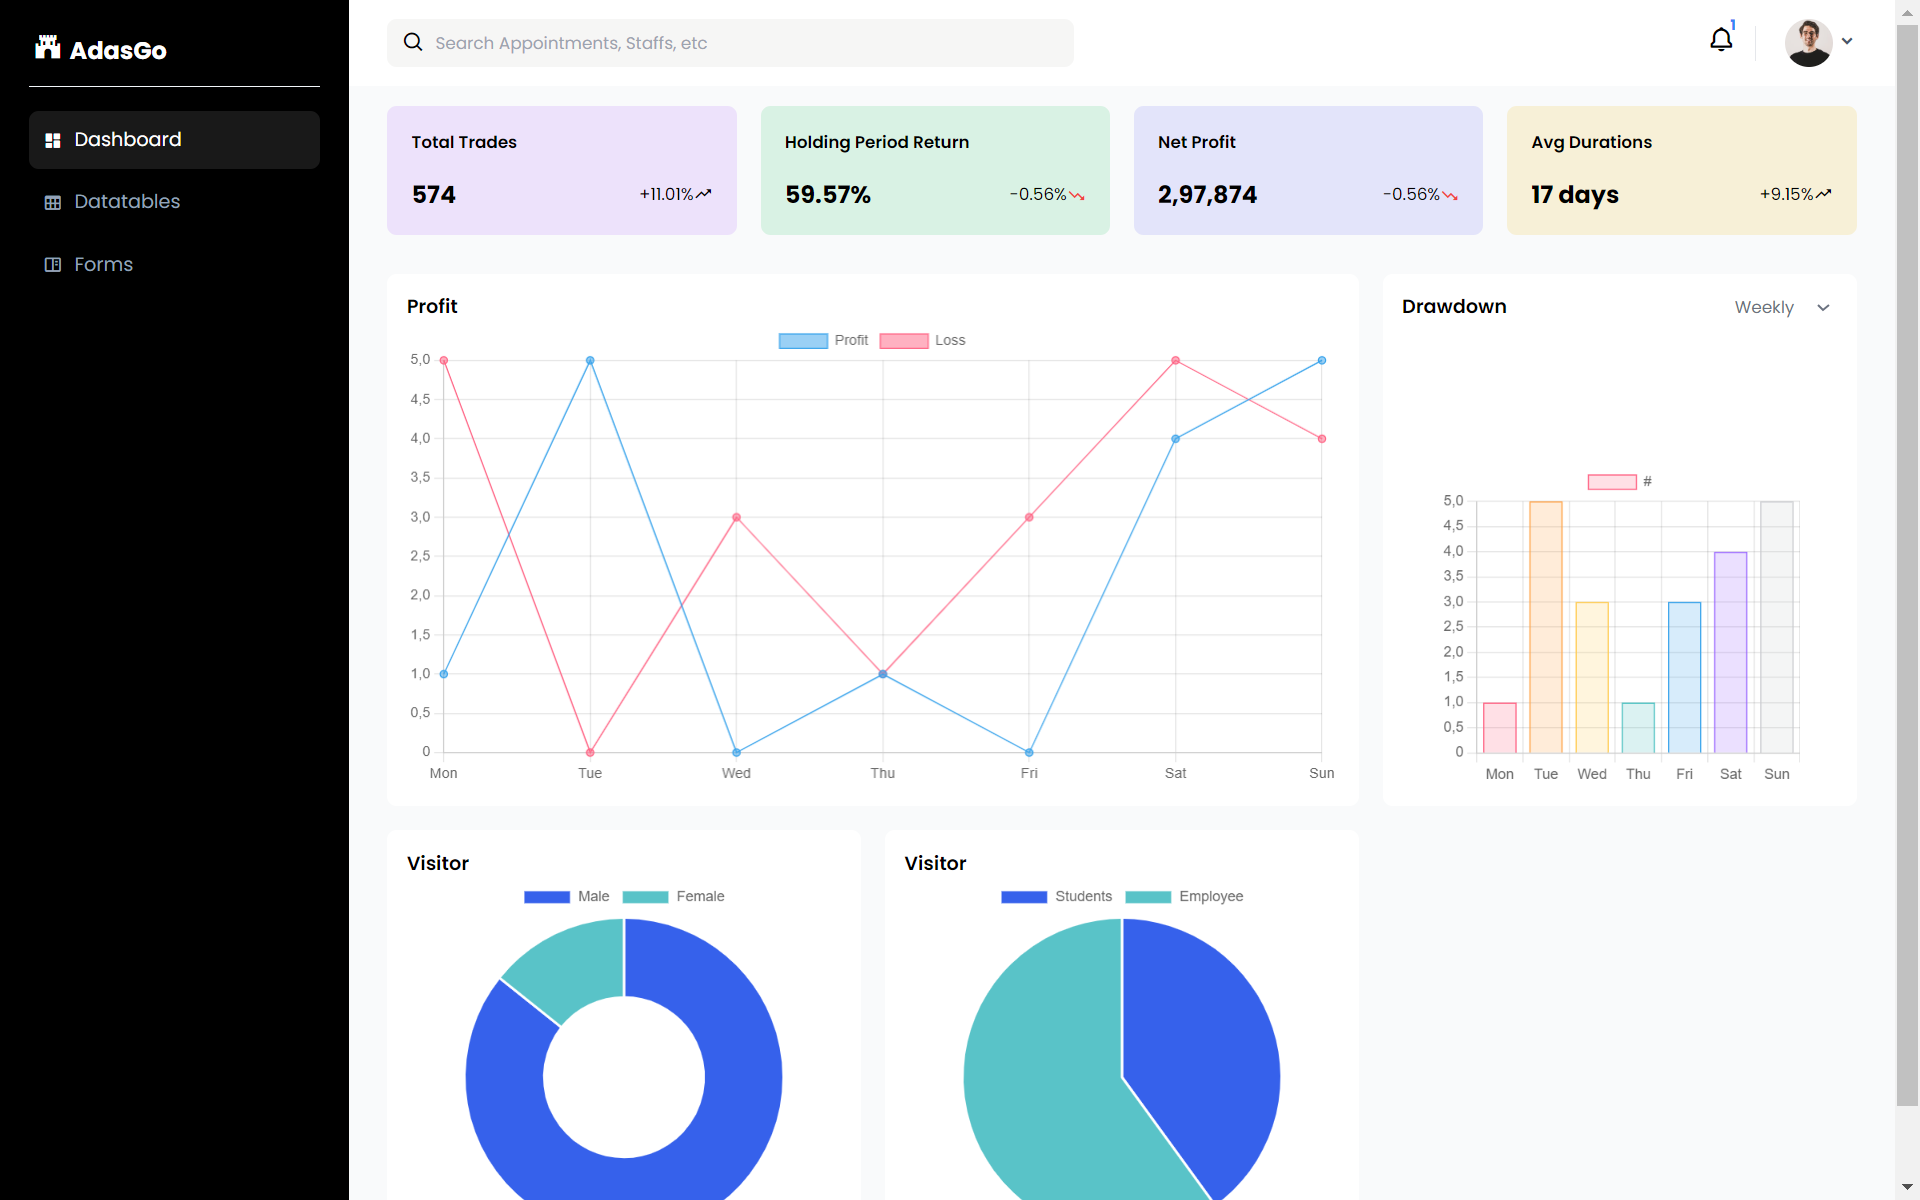 AdasGo
Dashboard
Datatables
Forms
Search Appointments, Staffs, etc
1
Total Trades
574
+11.01%
Holding Period Return
59.57%
-0.56%
Net Profit
2,97,874
-0.56%
Avg Durations
17 days
+9.15%
Profit
Profit Loss
5,0
4,5
4,0
3,5
3,0
2,5
2,0
1,5
1,0
0,5
0
Mon Tue Wed Thu Fri Sat Sun
Drawdown
Weekly
#
5,0
4,5
4,0
3,5
3,0
2,5
2,0
1,5
1,0
0,5
0
Mon Tue Wed Thu Fri Sat Sun
Visitor
Male Female
Visitor
Students Employee